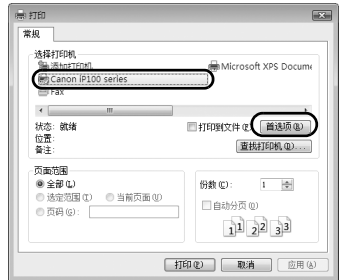 打印
常规
选择打印机
添加打印机
Microsoft XPS Docume
Canon iP100 series
Fax
状态: 就绪
打印到文件(F)
首选项(R)
位置:
备注:
查找打印机(D)...
页面范围
全部(L)
份数(C): 1
选定范围(T)
当前页面(U)
自动分页(O)
页码(G):
11 22 33
打印(P)
取消
应用(A)